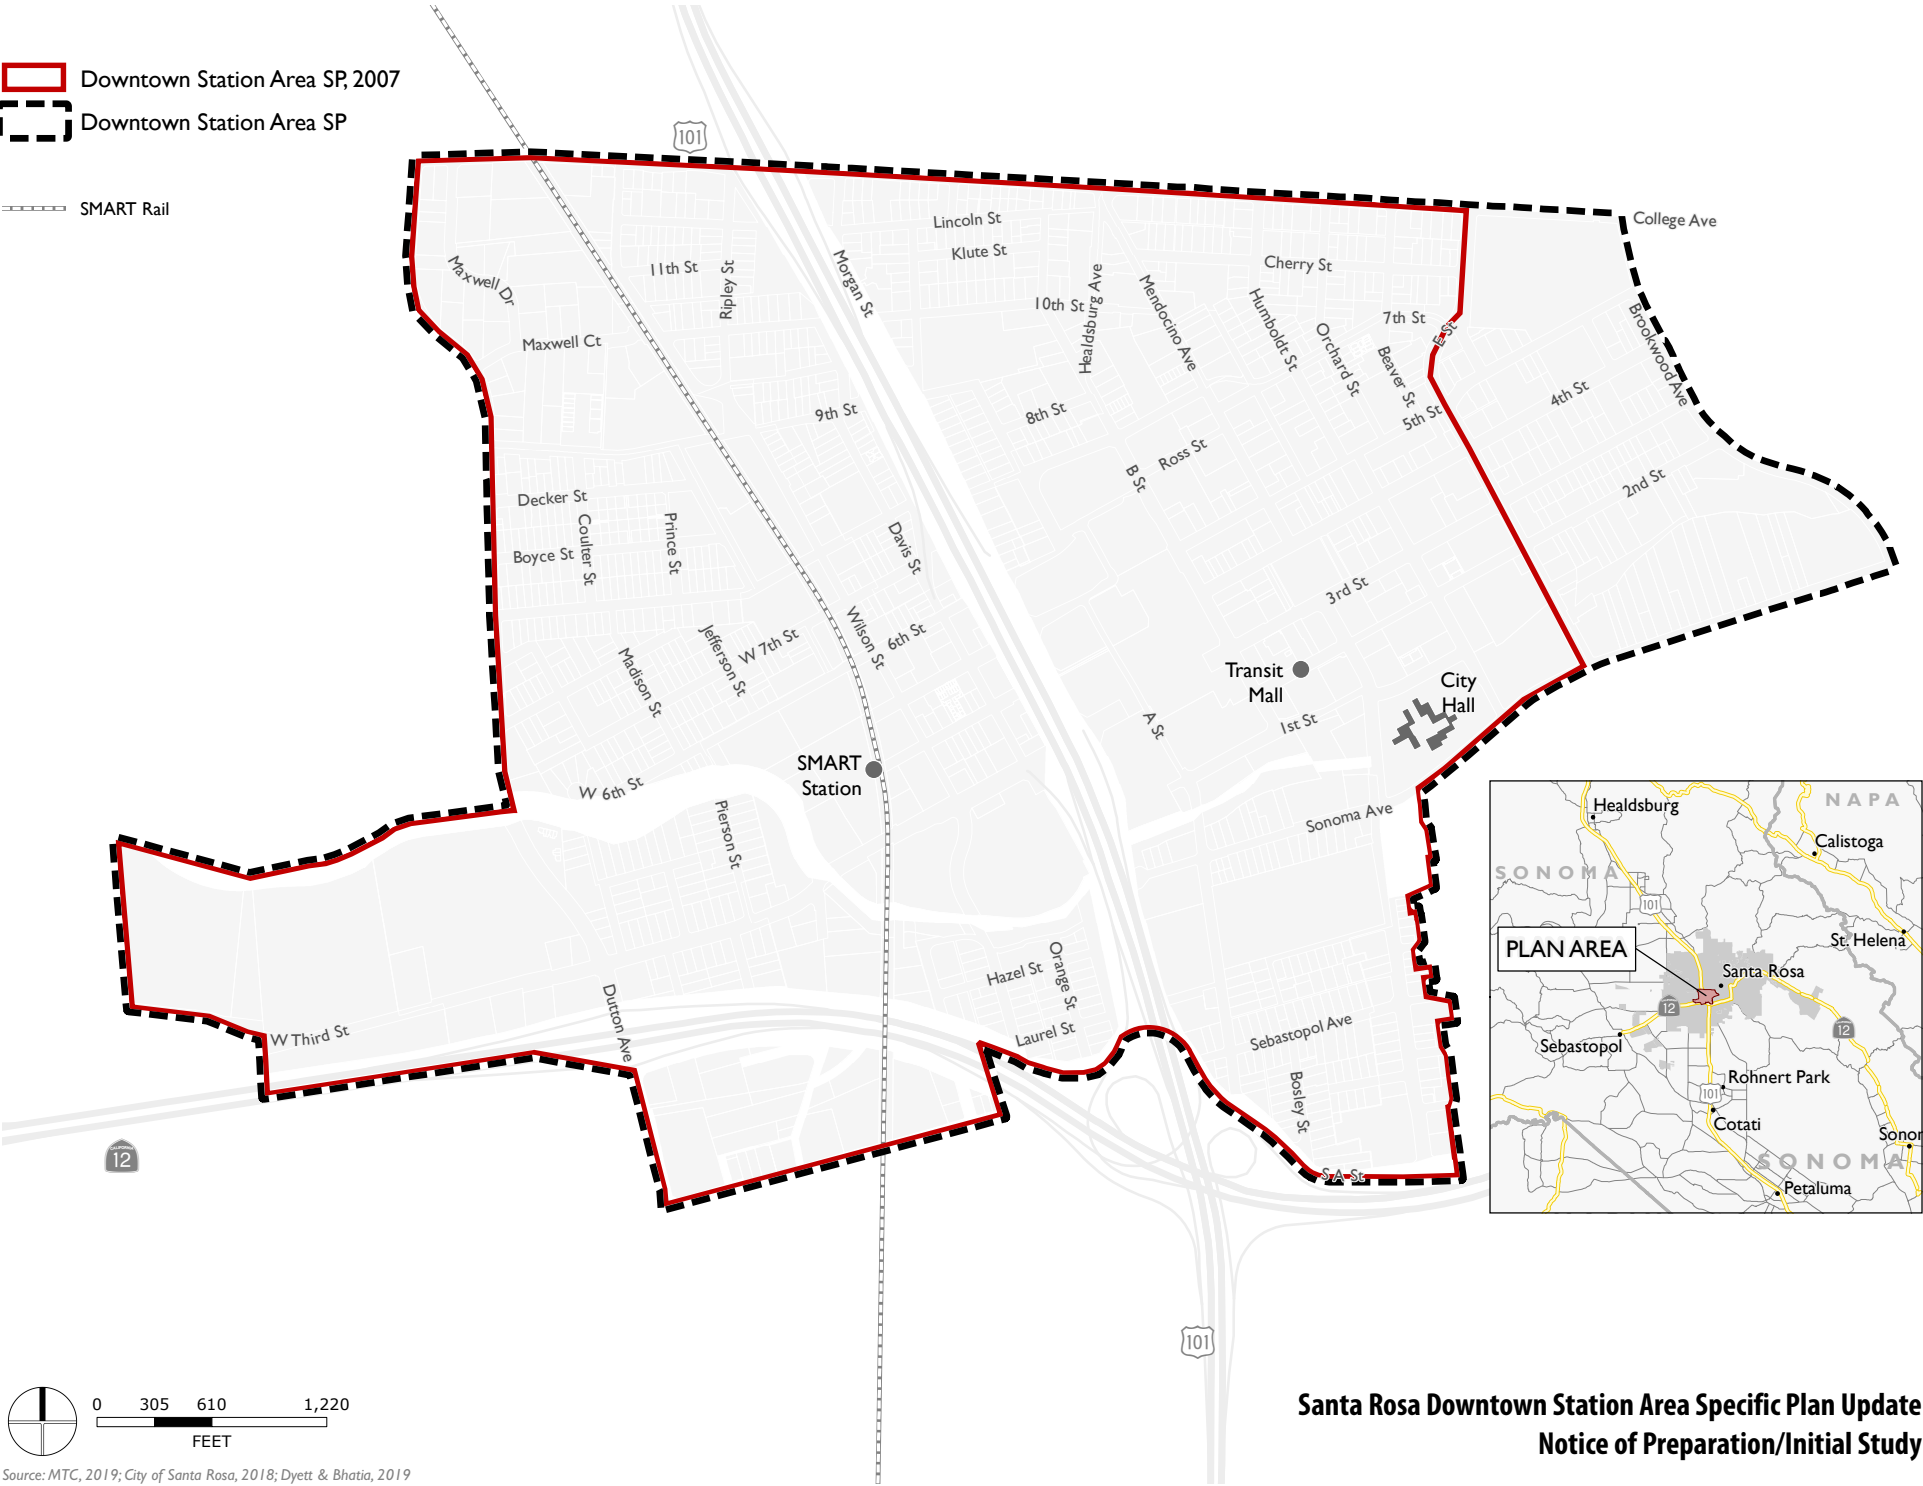 Downtown Station Area SP, 2007
Downtown Station Area SP
SMART Rail
101
College Ave
Lincoln St
Klute St
Cherry St
Morgan St
Maxwell Dr
11th St
Ripley St
10th St
Healdsburg Ave
Mendocino Ave
Humboldt St
Orchard St
7th St
E St
Beaver St
5th St
Brookwood Ave
4th St
2nd St
Maxwell Ct
9th St
8th St
B St
Ross St
Decker St
Coulter St
Prince St
Boyce St
Davis St
3rd St
Wilson St
6th St
W 7th St
Jefferson St
Madison St
Transit
Mall
City
Hall
A St
1st St
SMART
Station
W 6th St
Pierson St
Sonoma Ave
Hazel St
Orange St
Laurel St
Dutton Ave
W Third St
Sebastopol Ave
Bosley St
S A St
CALIFORNIA
12
101
Healdsburg
NAPA
Calistoga
SONOMA
101
St. Helena
PLAN AREA
Santa Rosa
12
12
Sebastopol
Rohnert Park
101
Cotati
Sonor
SONOMA
Petaluma
0 305 610 1,220
FEET
Santa Rosa Downtown Station Area Specific Plan Update
Notice of Preparation/Initial Study
Source: MTC, 2019; City of Santa Rosa, 2018; Dyett & Bhatia, 2019